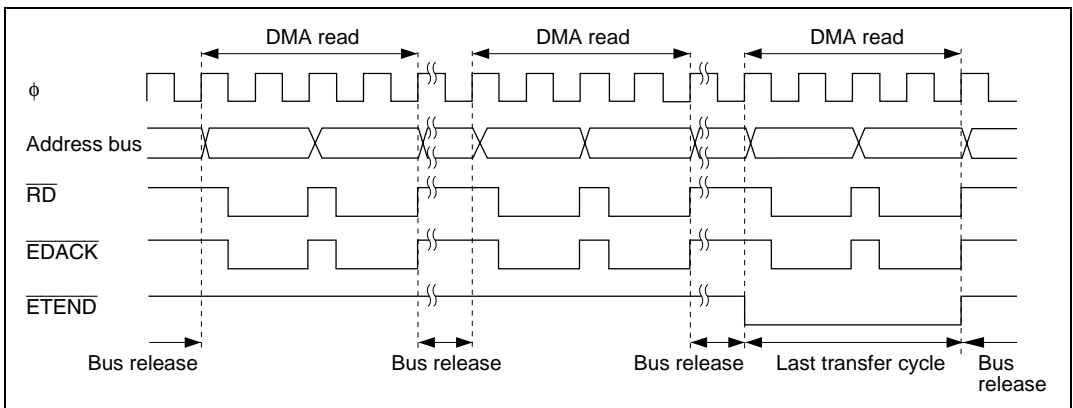 DMA read DMA read DMA read
φ
Address bus
RD
EDACK
ETEND
Bus release Bus release Bus release Last transfer cycle Bus
release